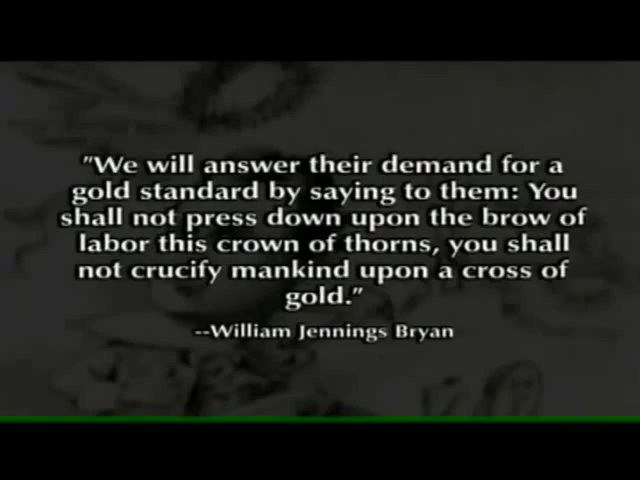 "We will answer their demand for a
gold standard by saying to them: You
shall not press down upon the brow of
labor this crown of thorns, you shall
not crucify mankind upon a cross of
gold."
--William Jennings Bryan